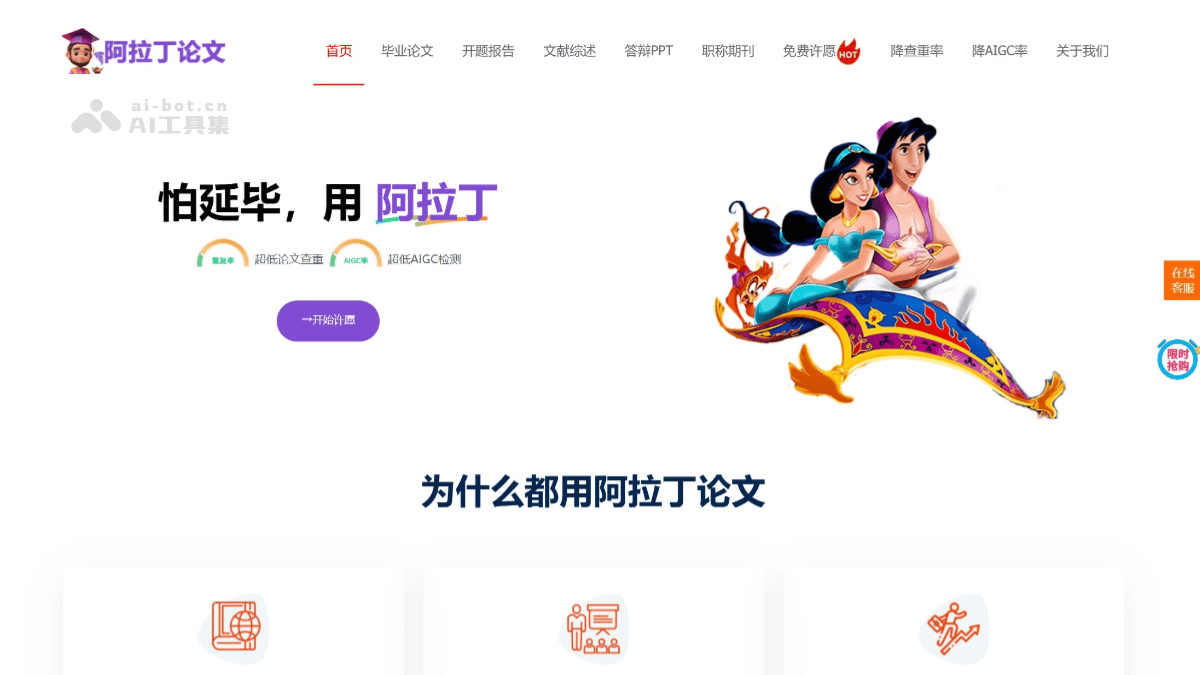 阿拉丁论文
首页 毕业论文 开题报告 文献综述 答辩PPT 职称期刊 免费许愿 HOT 降查重率 降AIGC率 关于我们
ai-bot.cn
AI工具集
怕延毕，用 阿拉丁
重复率 超低论文查重 AIGC率 超低AIGC检测
→开始许愿
在线
客服
限时
抢购
为什么都用阿拉丁论文